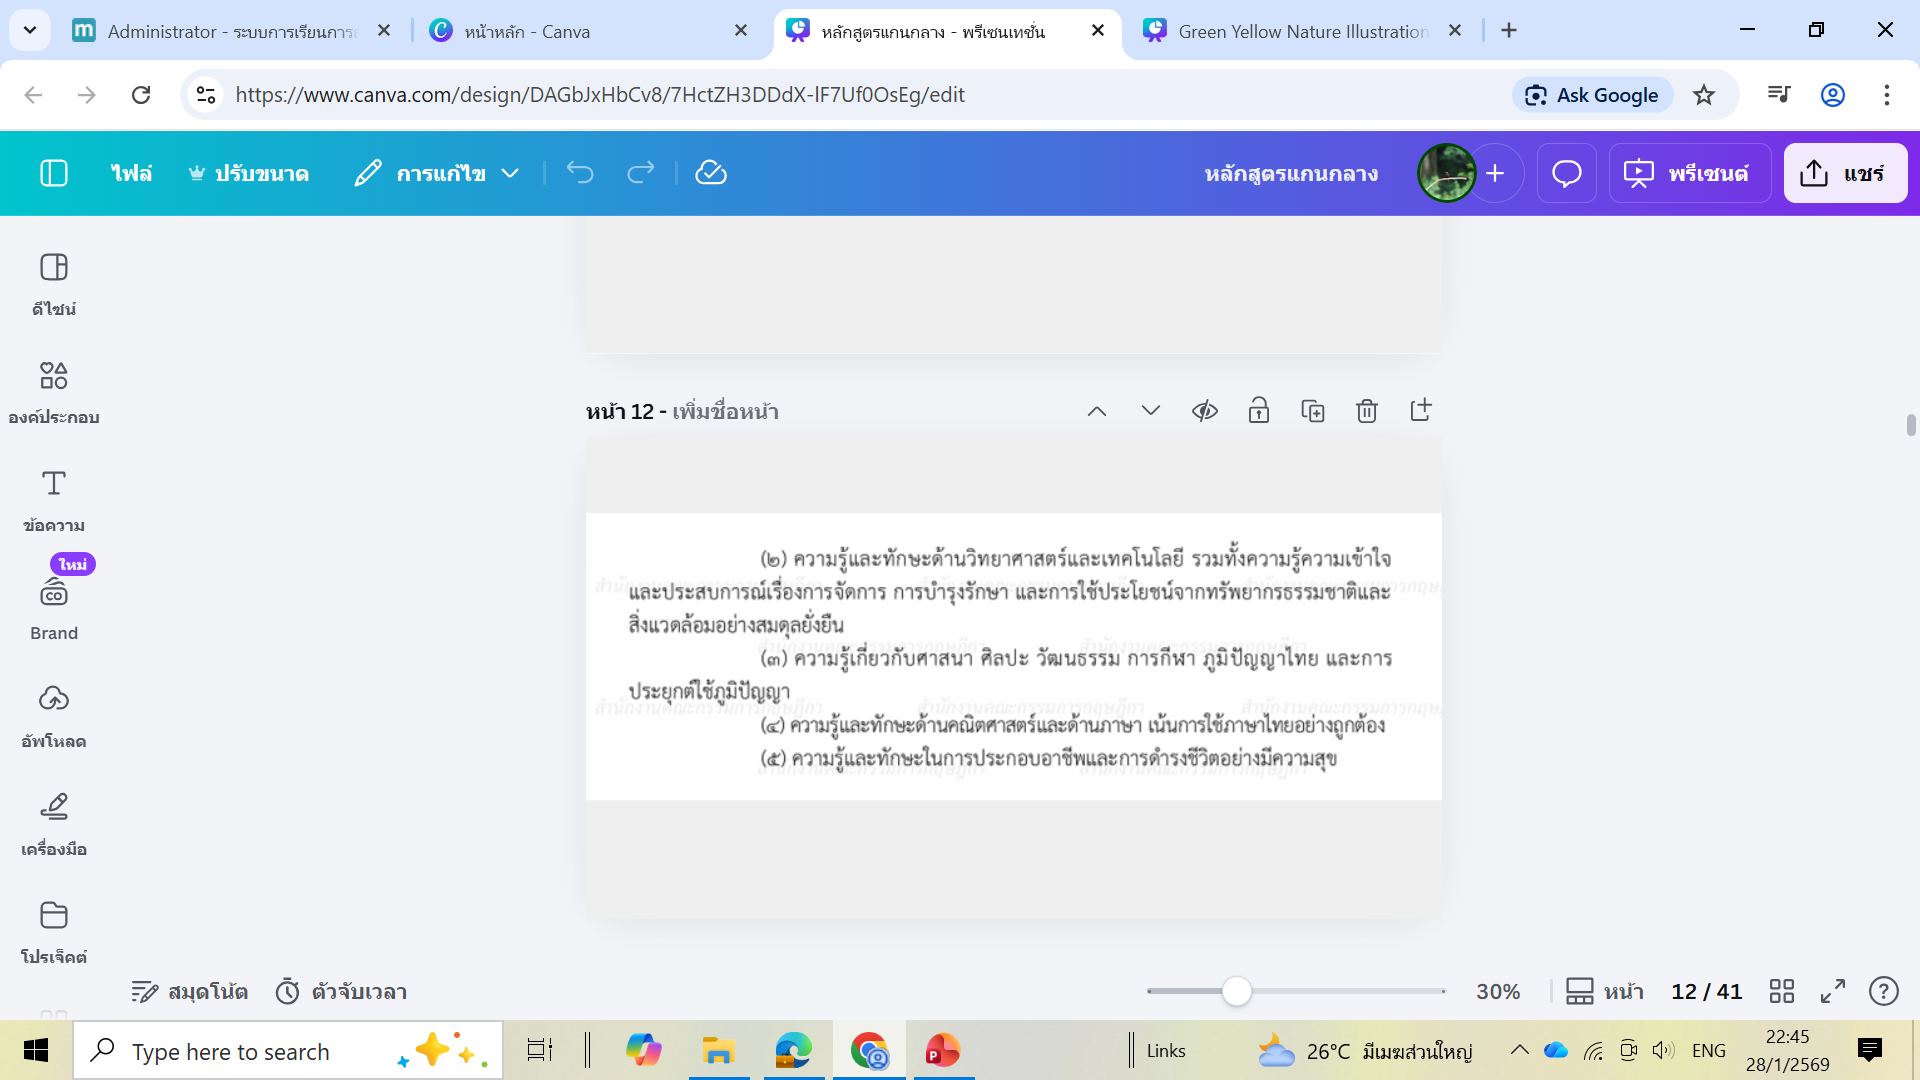 Administrator - ระบบการเรียนการส
หน้าหลัก - Canva
หลักสูตรแกนกลาง - พรีเซนเทชั่น
Green Yellow Nature Illustration
https://www.canva.com/design/DAGbJxHbCv8/7HctZH3DDdX-lF7Uf0OsEg/edit
Ask Google
ไฟล์
ปรับขนาด
การแก้ไข
หลักสูตรแกนกลาง
พรีเซนต์
แชร์
ดีไซน์
องค์ประกอบ
ข้อความ
ใหม่
Brand
อัพโหลด
เครื่องมือ
โปรเจ็คต์
หน้า 12 - เพิ่มชื่อหน้า
(๒) ความรู้และทักษะด้านวิทยาศาสตร์และเทคโนโลยี รวมทั้งความรู้ความเข้าใจ
และประสบการณ์เรื่องการจัดการ การบำรุงรักษา และการใช้ประโยชน์จากทรัพยากรธรรมชาติและ
สิ่งแวดล้อมอย่างสมดุลยั่งยืน
(๓) ความรู้เกี่ยวกับศาสนา ศิลปะ วัฒนธรรม การกีฬา ภูมิปัญญาไทย และการ
ประยุกต์ใช้ภูมิปัญญา
(๔) ความรู้และทักษะด้านคณิตศาสตร์และด้านภาษา เน้นการใช้ภาษาไทยอย่างถูกต้อง
(๕) ความรู้และทักษะในการประกอบอาชีพและการดำรงชีวิตอย่างมีความสุข
สำนักงานคณะกรรมการกฤษฎีกา
สมุดโน้ต
ตัวจับเวลา
30%
หน้า
12 / 41
Type here to search
Links
26°C มีเมฆส่วนใหญ่
ENG
22:45
28/1/2569